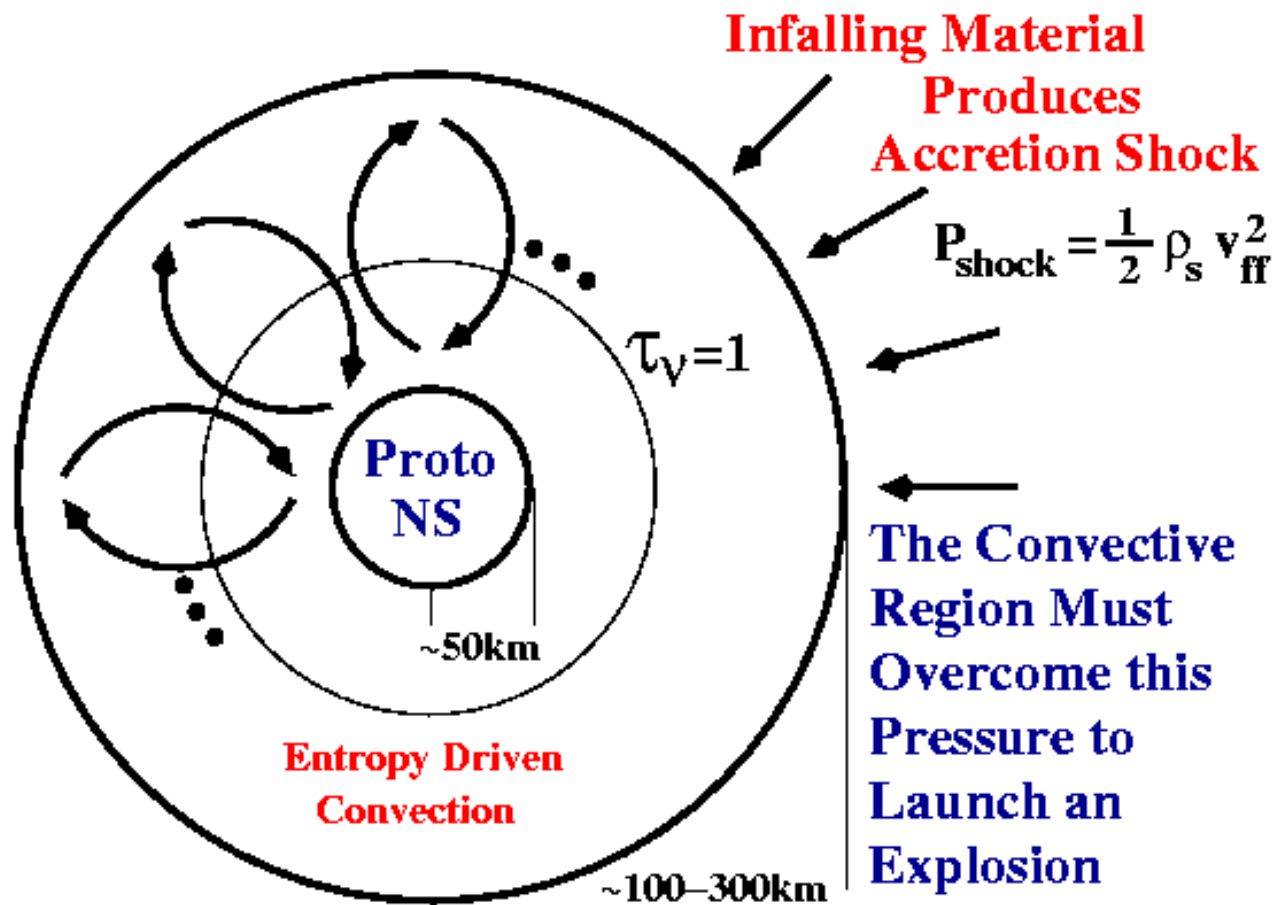 Infalling Material
Produces
Accretion Shock
P_shock = 1/2 ρ_s v_ff^2
τ_ν=1
Proto
NS
~50km
The Convective
Region Must
Overcome this
Pressure to
Launch an
Explosion
Entropy Driven
Convection
~100–300km